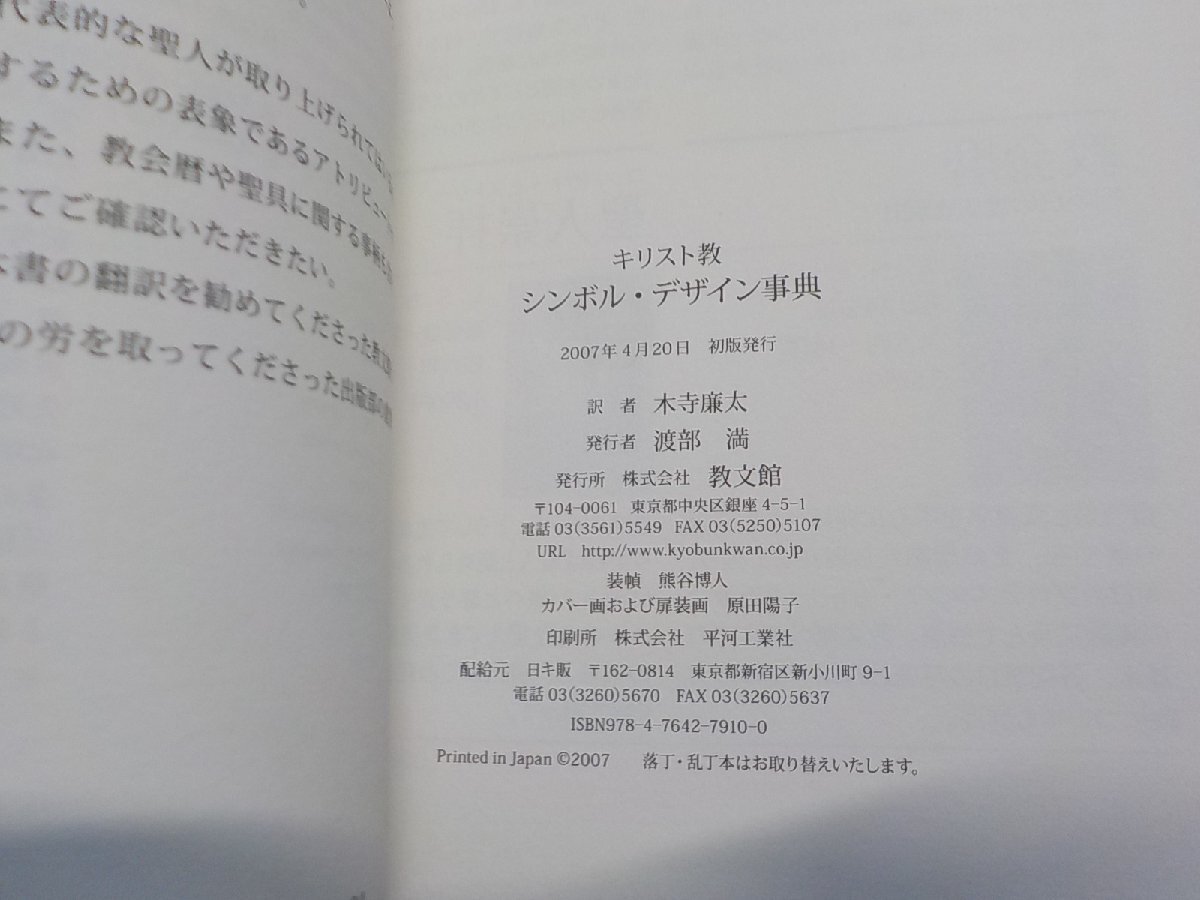 代表的な聖人が取り上げられては
するための表象であるアトリビュー
また、教会暦や聖具に関する事柄
にてご確認いただきたい。
本書の翻訳を勧めてくださった
の労を取ってくださった出版部の
キリスト教
シンボル・デザイン事典
2007年4月20日 初版発行
訳 者 木寺廉太
発行者 渡部 満
発行所 株式会社 教文館
〒104-0061 東京都中央区銀座 4-5-1
電話 03(3561)5549 FAX 03(5250)5107
URL http://www.kyobunkwan.co.jp
装幀 熊谷博人
カバー画および扉装画 原田陽子
印刷所 株式会社 平河工業社
配給元 日キ販 〒162-0814 東京都新宿区新小川町 9-1
電話 03(3260)5670 FAX 03(3260)5637
ISBN978-4-7642-7910-0
Printed in Japan ©2007 落丁・乱丁本はお取り替えいたします。